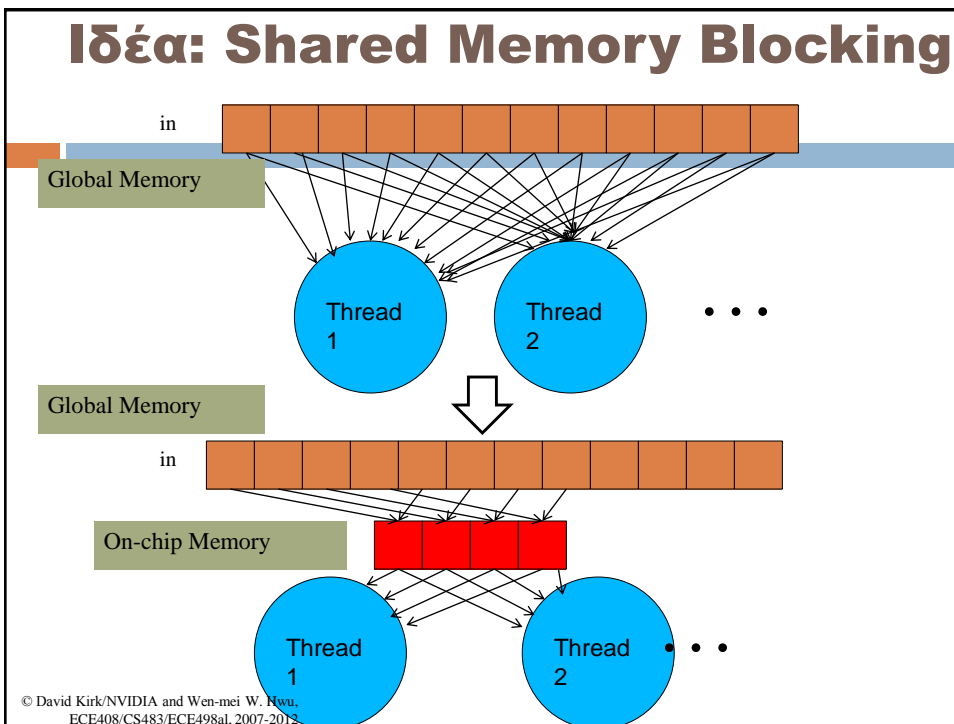 Ιδέα: Shared Memory Blocking
in
Global Memory
Thread
1
Thread
2
• • •
Global Memory
in
On-chip Memory
Thread
1
Thread
2
• • •
© David Kirk/NVIDIA and Wen-mei W. Hwu,
ECE408/CS483/ECE498al, 2007-2012